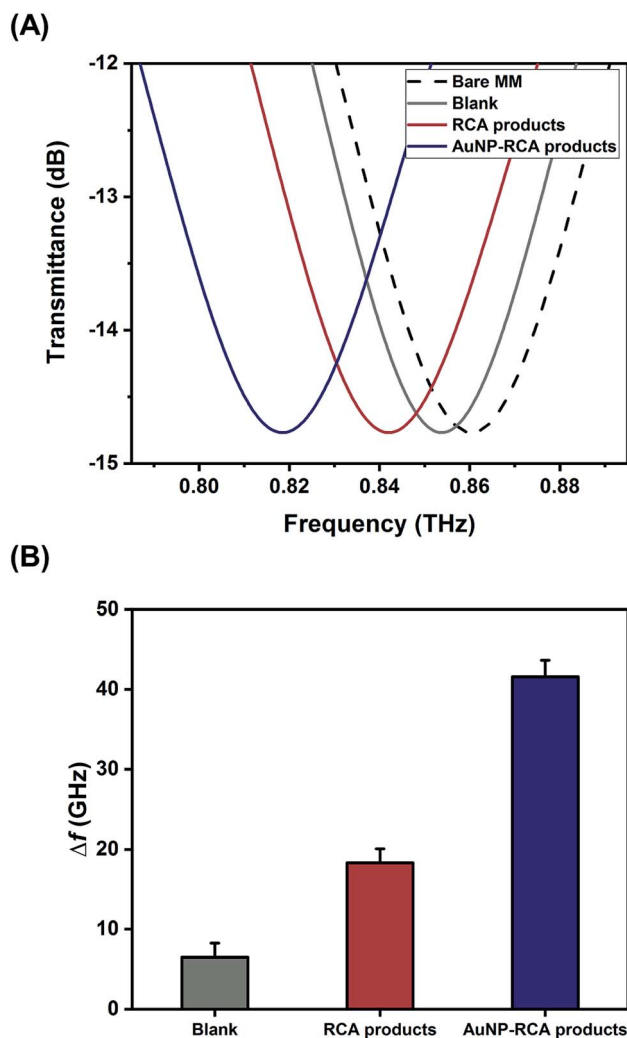 (A)
-12
-13
-14
-15
Transmittance (dB)
Bare MM
Blank
RCA products
AuNP-RCA products
0.80 0.82 0.84 0.86 0.88
Frequency (THz)
(B)
50
40
30
20
10
0
Δf (GHz)
Blank RCA products AuNP-RCA products